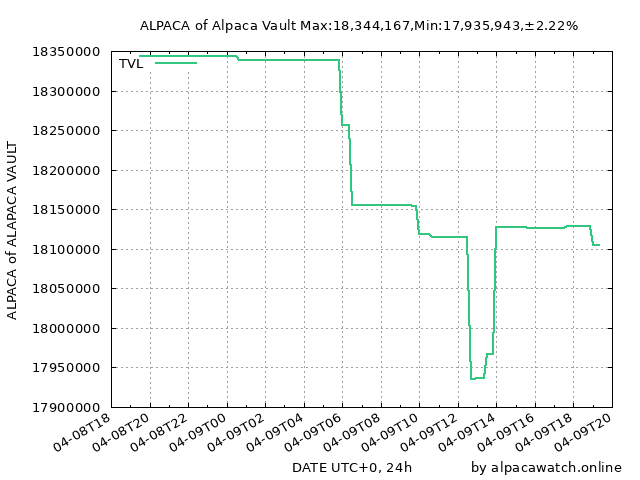 ALPACA of Alpaca Vault Max:18,344,167,Min:17,935,943,±2.22%
TVL
ALPACA of ALAPACA VAULT
18350000
18300000
18250000
18200000
18150000
18100000
18050000
18000000
17950000
17900000
04-08T18
04-08T20
04-08T22
04-09T00
04-09T02
04-09T04
04-09T06
04-09T08
04-09T10
04-09T12
04-09T14
04-09T16
04-09T18
04-09T20
DATE UTC+0, 24h
by alpacawatch.online